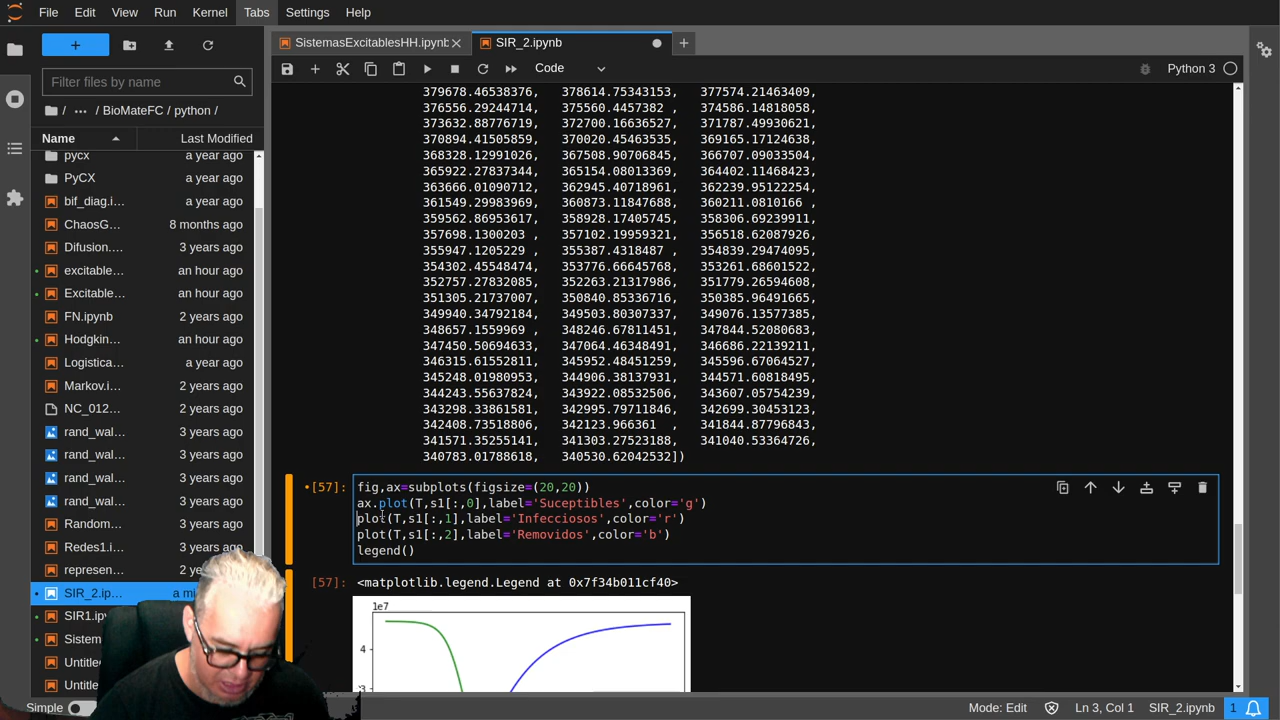 File Edit View Run Kernel Tabs Settings Help
+
Filter files by name
/ ... / BioMateFC / python /
Name Last Modified
pycx a year ago
PyCX a year ago
bif_diag.i... a year ago
ChaosG... 8 months ago
Difusion.... 3 years ago
excitable... an hour ago
Excitable... an hour ago
FN.ipynb 2 years ago
Hodgkin... an hour ago
Logistica... a year ago
Markov.i... 2 years ago
NC_012... 2 years ago
rand_wal... 3 years ago
rand_wal... 3 years ago
rand_wal... 3 years ago
rand_wal... 3 years ago
Random... 3 years ago
Redes1.i... 3 years ago
represen... 2 ye
SIR_2.ip... a mi
SIR1.ipy
Sistem
Untitle
Untitl
Simple
SistemasExcitablesHH.ipynb
SIR_2.ipynb
+
Code
Python 3
379678.46538376, 378614.75343153, 377574.21463409,
376556.29244714, 375560.4457382 , 374586.14818058,
373632.88776719, 372700.16636527, 371787.49930621,
370894.41505859, 370020.45463535, 369165.17124638,
368328.12991026, 367508.90706845, 366707.09033504,
365922.27837344, 365154.08013369, 364402.11468423,
363666.01090712, 362945.40718961, 362239.95122254,
361549.29983969, 360873.11847688, 360211.0810166 ,
359562.86953617, 358928.17405745, 358306.69239911,
357698.1300203 , 357102.19959321, 356518.62087926,
355947.1205229 , 355387.4318487 , 354839.29474095,
354302.45548474, 353776.66645768, 353261.68601522,
352757.27832085, 352263.21317986, 351779.26594608,
351305.21737007, 350840.85336716, 350385.96491665,
349940.34792184, 349503.80307337, 349076.13577385,
348657.1559969 , 348246.67811451, 347844.52080683,
347450.50694633, 347064.46348491, 346686.22139211,
346315.61552811, 345952.48451259, 345596.67064527,
345248.01980953, 344906.38137931, 344571.60818495,
344243.55637824, 343922.08532506, 343607.05754239,
343298.33861581, 342995.79711846, 342699.30453123,
342408.73518806, 342123.966361 , 341844.87796843,
341571.35255141, 341303.27523188, 341040.53364726,
340783.01788618, 340530.62042532])
[57]:
fig,ax=subplots(figsize=(20,20))
ax.plot(T,s1[:,0],label='Suceptibles',color='g')
plot(T,s1[:,1],label='Infecciosos',color='r')
plot(T,s1[:,2],label='Removidos',color='b')
legend()
[57]: <matplotlib.legend.Legend at 0x7f34b011cf40>
1e7
4
3
Mode: Edit Ln 3, Col 1 SIR_2.ipynb 1